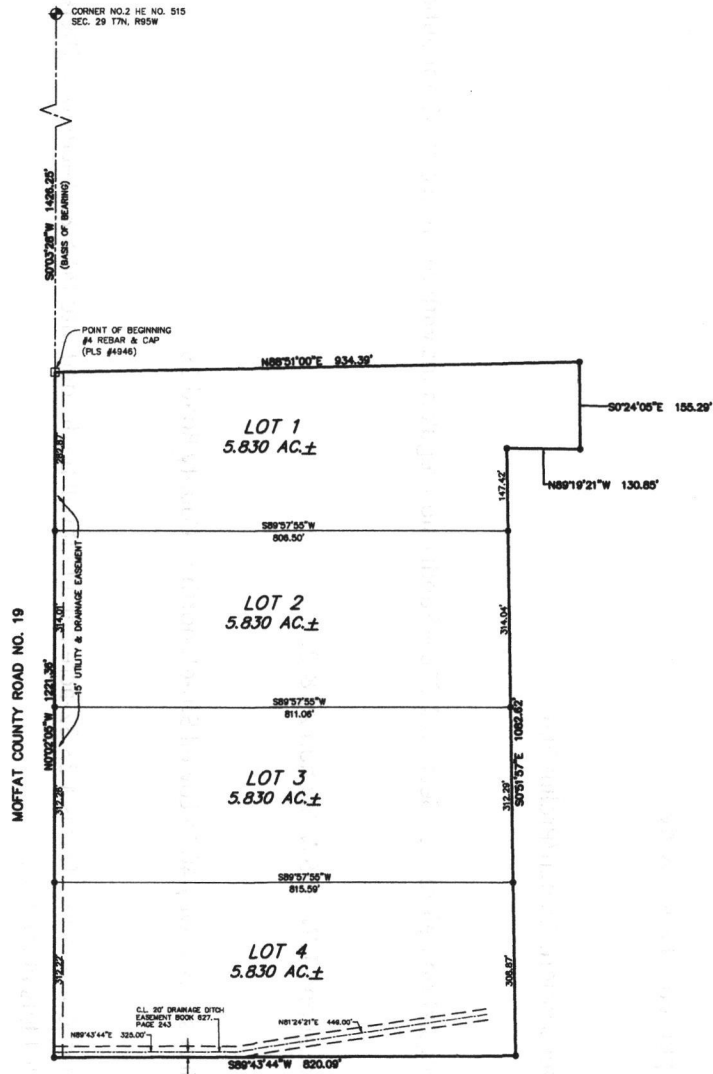 CORNER NO.2 HE NO. 515
SEC. 29 T7N, R95W
S0°03'28"W 1426.25'
(BASIS OF BEARING)
POINT OF BEGINNING
#4 REBAR & CAP
(PLS #4946)
N88°51'00"E 934.39'
S0°24'05"E 155.29'
LOT 1
5.830 AC.±
282.87'
147.42'
N89°19'21"W 130.85'
S89°57'55"W
806.50'
15' UTILITY & DRAINAGE EASEMENT
LOT 2
5.830 AC.±
314.01'
314.04'
MOFFAT COUNTY ROAD NO. 19
N0°02'05"W 1221.36'
S89°57'55"W
811.06'
S0°51'57"E 1082.62'
LOT 3
5.830 AC.±
312.26'
312.29'
S89°57'55"W
815.59'
LOT 4
5.830 AC.±
312.22'
308.87'
C.L. 20' DRAINAGE DITCH
EASEMENT BOOK 627,
PAGE 243
N89°43'44"E 325.00'
N81°24'21"E 446.00'
S89°43'44"W 820.09'